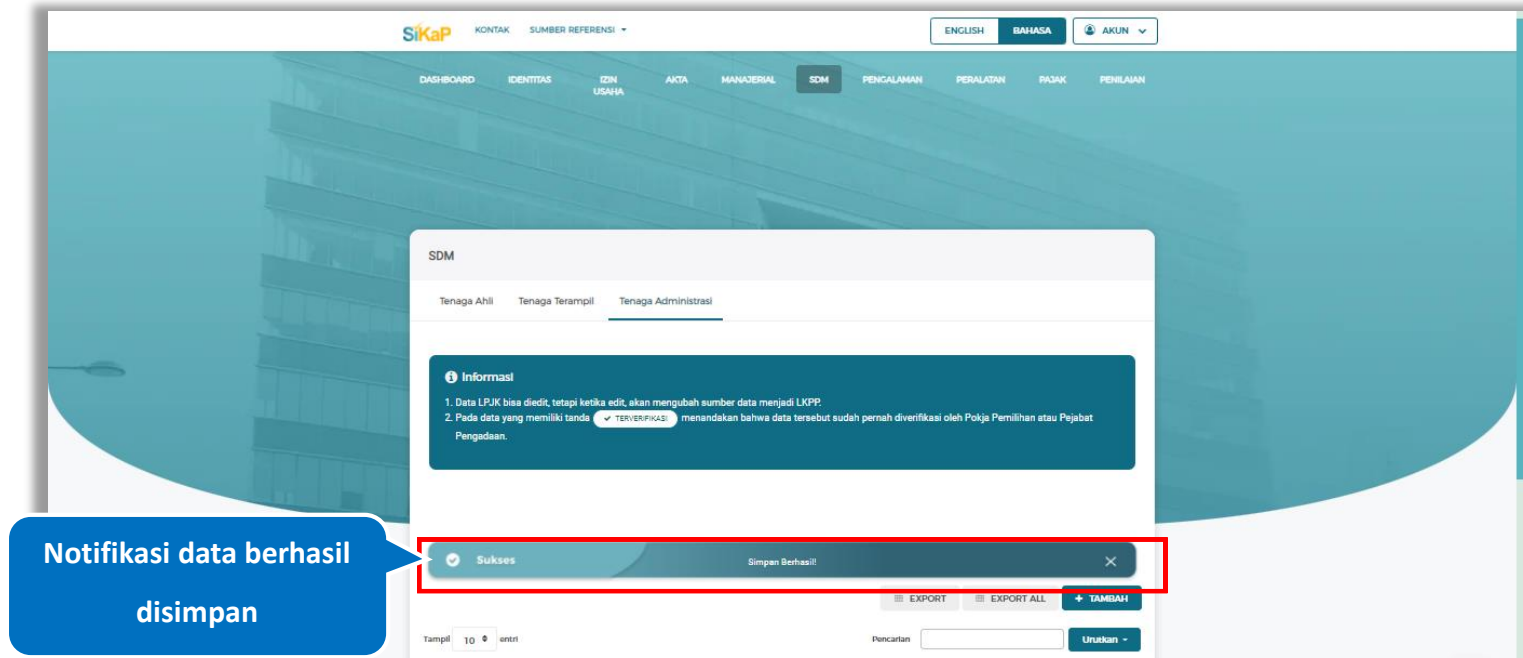 SiKaP KONTAK SUMBER REFERENSI ENGLISH BAHASA AKUN
DASHBOARD IDENTITAS IZIN USAHA AKTA MANAJERIAL SDM PENGALAMAN PERALATAN PAJAK PENILAIAN
SDM
Tenaga Ahli Tenaga Terampil Tenaga Administrasi
Informasi
1. Data LPJK bisa diedit, tetapi ketika edit, akan mengubah sumber data menjadi LKPP.
2. Pada data yang memiliki tanda TERVERIFIKASI menandakan bahwa data tersebut sudah pernah diverifikasi oleh Pokja Pemilihan atau Pejabat
Pengadaan.
Notifikasi data berhasil
disimpan
Sukses Simpan Berhasil!
EXPORT EXPORT ALL + TAMBAH
Tampil 10 entri Pencarian Urutkan